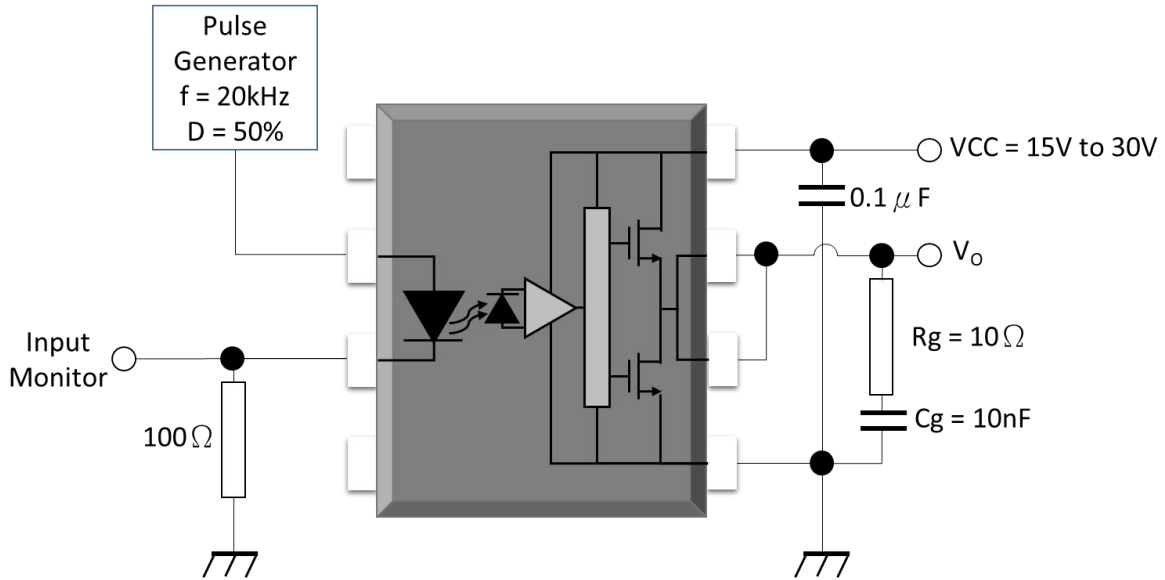 Pulse
Generator
f = 20kHz
D = 50%
VCC = 15V to 30V
0.1 μF
Vo
Input
Monitor
Rg = 10Ω
100Ω
Cg = 10nF